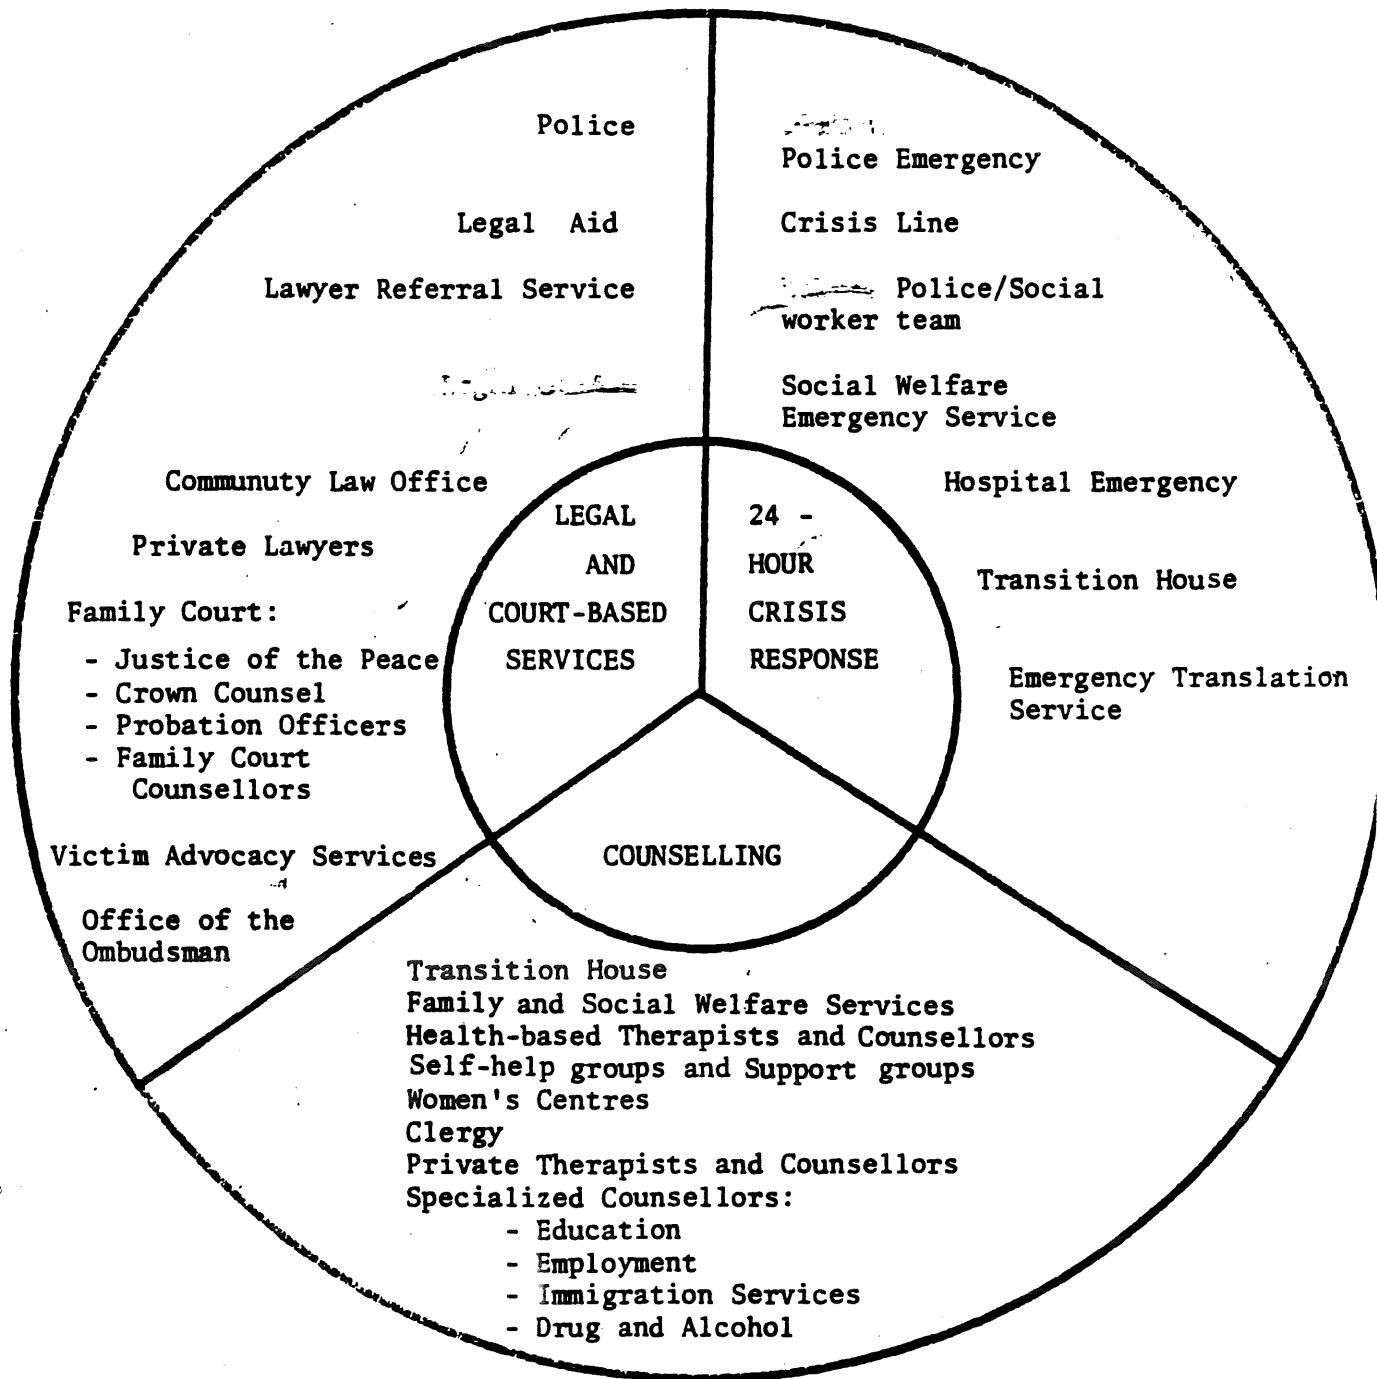 Police
Legal Aid
Lawyer Referral Service
Communuty Law Office
Private Lawyers
Family Court:
- Justice of the Peace
- Crown Counsel
- Probation Officers
- Family Court
Counsellors
Victim Advocacy Services
Office of the
Ombudsman
LEGAL
AND
COURT-BASED
SERVICES
24 -
HOUR
CRISIS
RESPONSE
Police Emergency
Crisis Line
Police/Social
worker team
Social Welfare
Emergency Service
Hospital Emergency
Transition House
Emergency Translation
Service
COUNSELLING
Transition House
Family and Social Welfare Services
Health-based Therapists and Counsellors
Self-help groups and Support groups
Women's Centres
Clergy
Private Therapists and Counsellors
Specialized Counsellors:
- Education
- Employment
- Immigration Services
- Drug and Alcohol